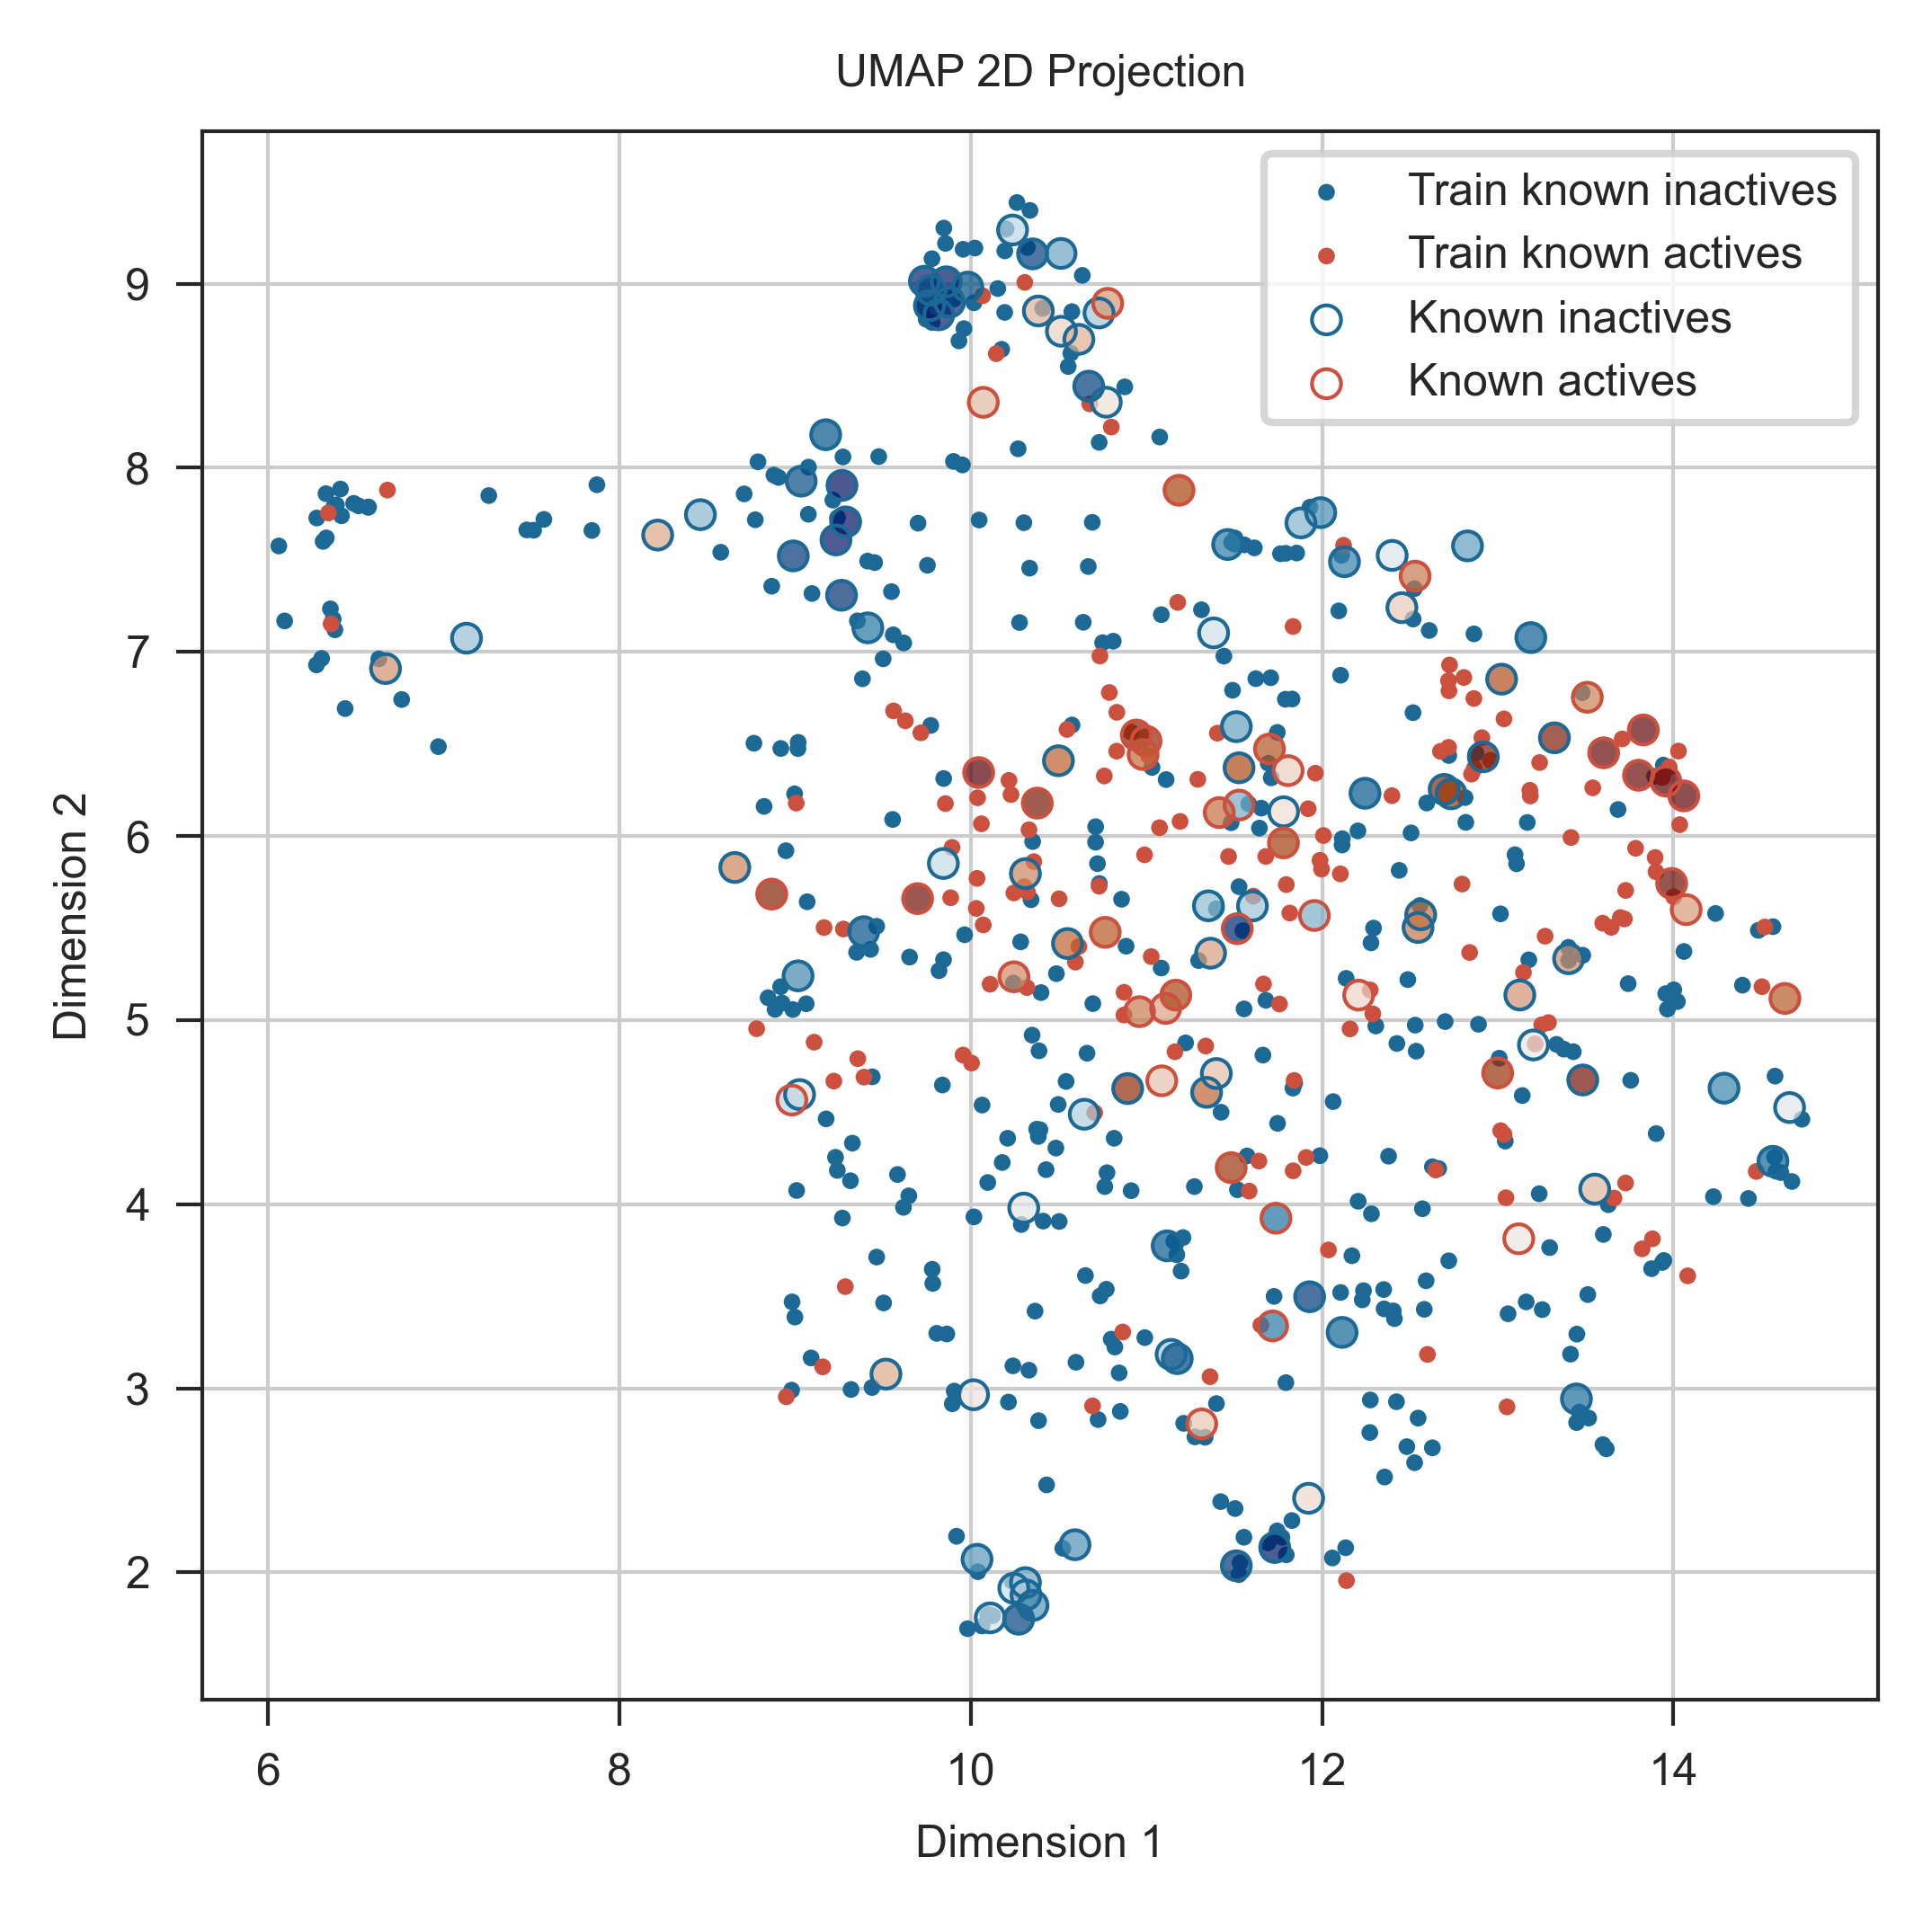 UMAP 2D Projection
Train known inactives
Train known actives
Known inactives
Known actives
9
8
7
6
5
4
3
2
Dimension 2
6 8 10 12 14
Dimension 1